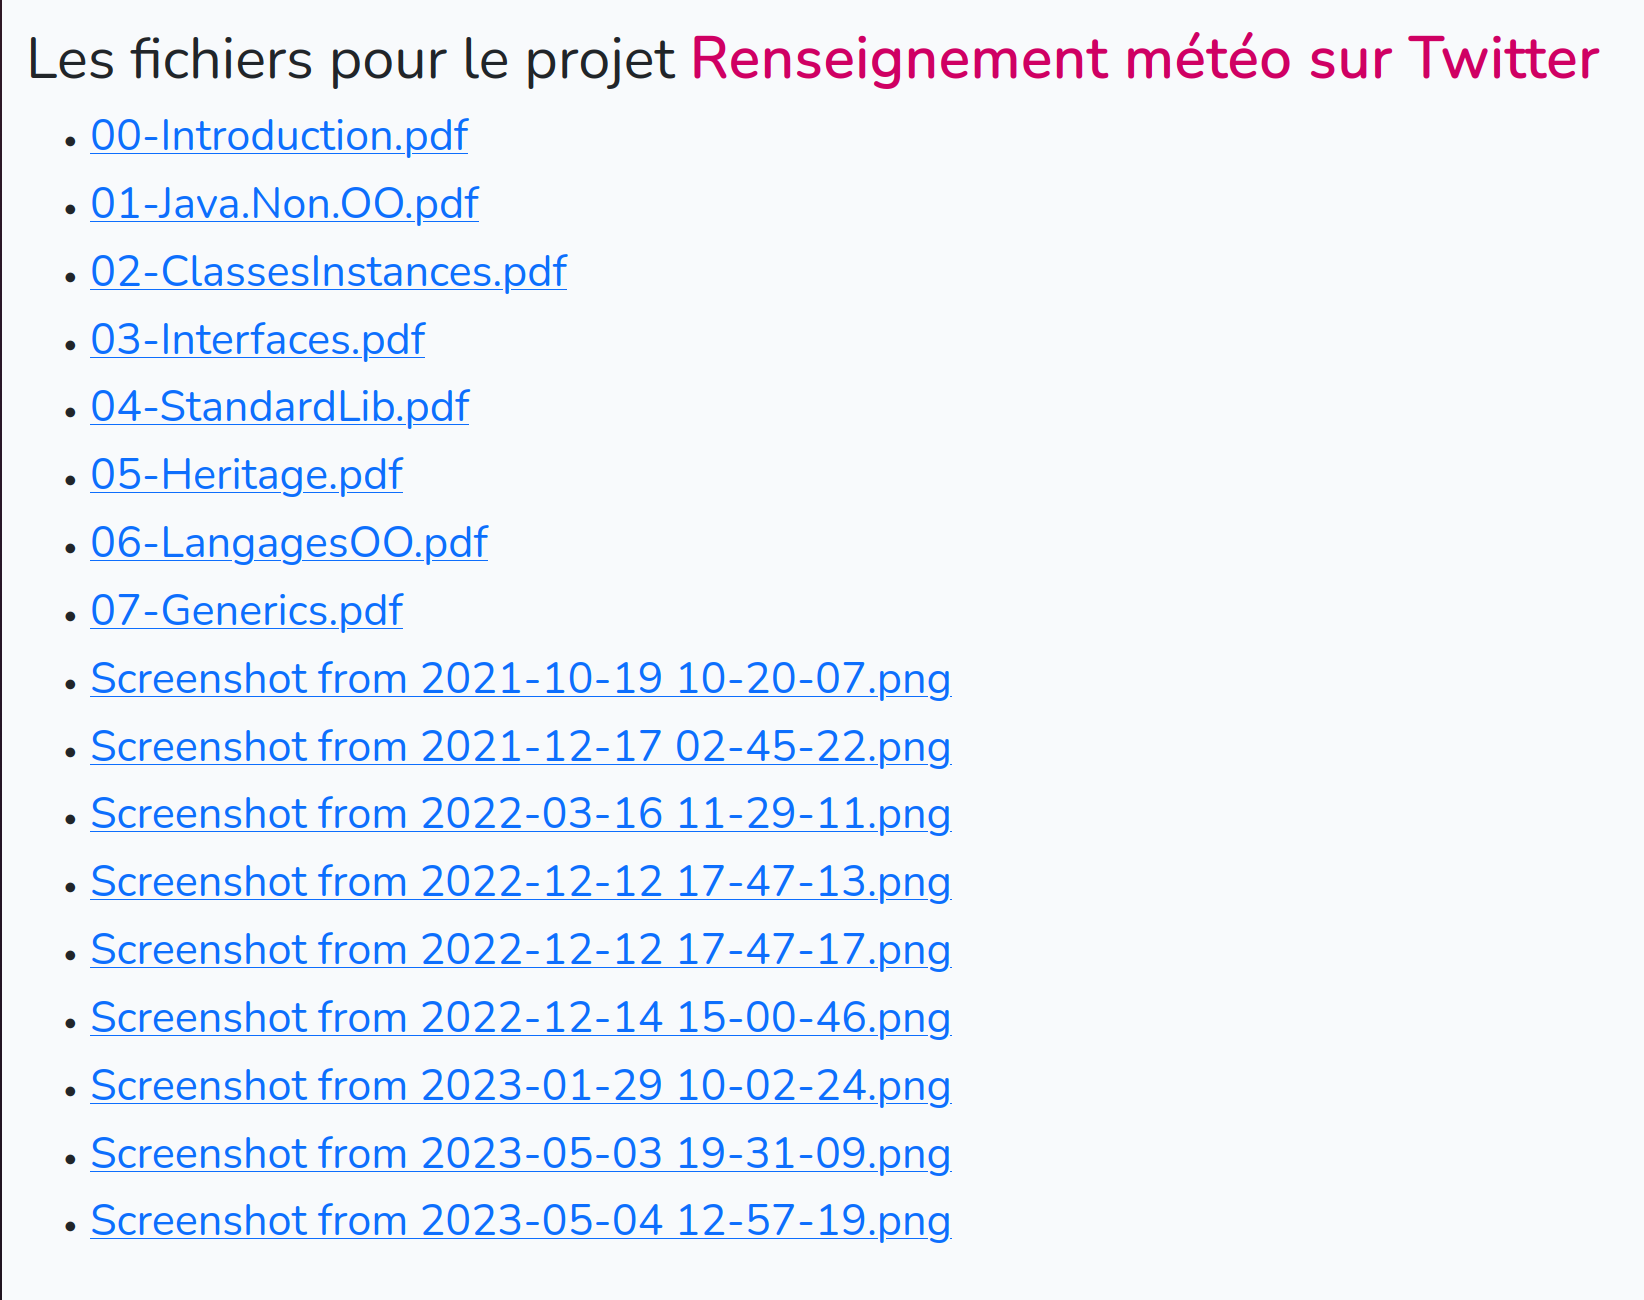 Les fichiers pour le projet Renseignement météo sur Twitter
00-Introduction.pdf
01-Java.Non.OO.pdf
02-ClassesInstances.pdf
03-Interfaces.pdf
04-StandardLib.pdf
05-Heritage.pdf
06-LangagesOO.pdf
07-Generics.pdf
Screenshot from 2021-10-19 10-20-07.png
Screenshot from 2021-12-17 02-45-22.png
Screenshot from 2022-03-16 11-29-11.png
Screenshot from 2022-12-12 17-47-13.png
Screenshot from 2022-12-12 17-47-17.png
Screenshot from 2022-12-14 15-00-46.png
Screenshot from 2023-01-29 10-02-24.png
Screenshot from 2023-05-03 19-31-09.png
Screenshot from 2023-05-04 12-57-19.png